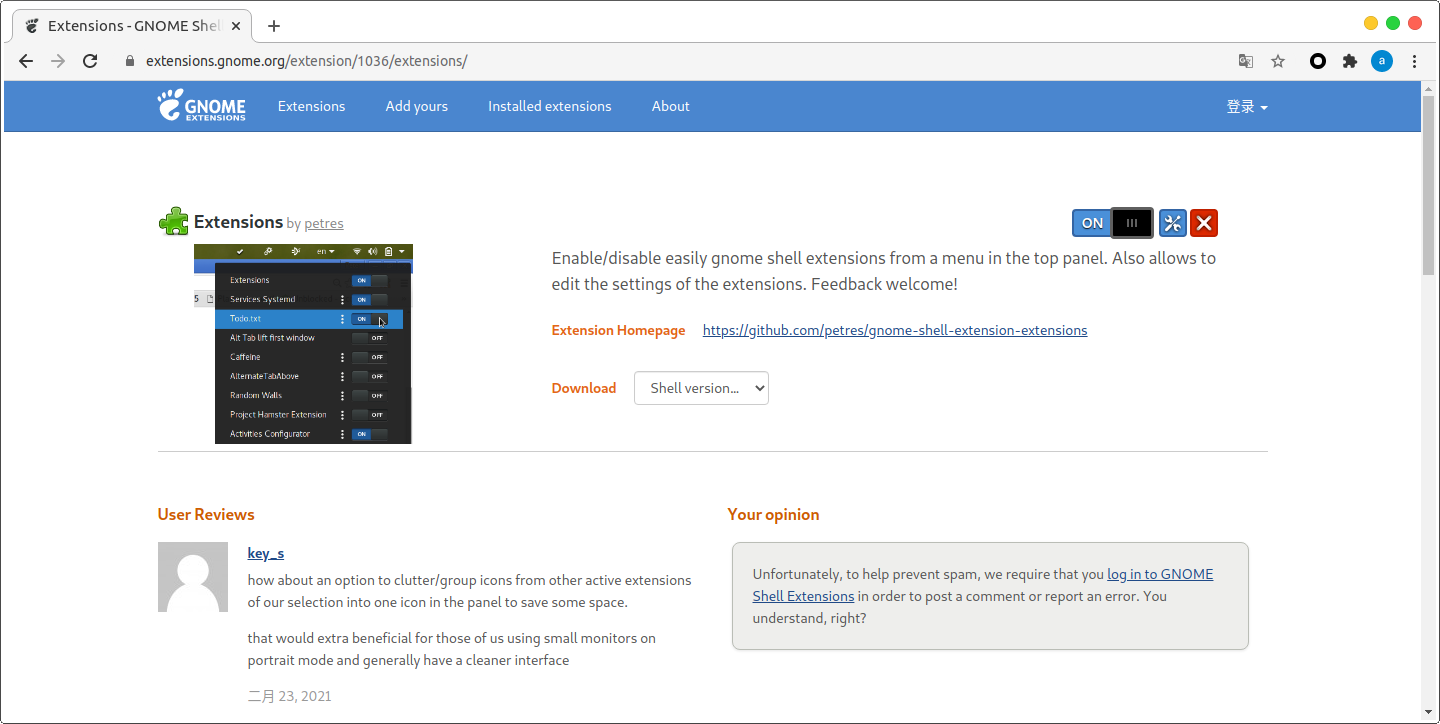 Extensions - GNOME Shel
extensions.gnome.org/extension/1036/extensions/
a
GNOME
EXTENSIONS
Extensions
Add yours
Installed extensions
About
登录
Extensions by petres
ON
en
Extensions ON
Services Systemd ON
Todo.txt ON
Alt Tab lift first window OFF
Caffeine OFF
AlternateTabAbove OFF
Random Walls OFF
Project Hamster Extension OFF
Activities Configurator ON
5
Enable/disable easily gnome shell extensions from a menu in the top panel. Also allows to
edit the settings of the extensions. Feedback welcome!
Extension Homepage https://github.com/petres/gnome-shell-extension-extensions
Download Shell version...
User Reviews
key_s
how about an option to clutter/group icons from other active extensions
of our selection into one icon in the panel to save some space.
that would extra beneficial for those of us using small monitors on
portrait mode and generally have a cleaner interface
二月 23, 2021
Your opinion
Unfortunately, to help prevent spam, we require that you log in to GNOME
Shell Extensions in order to post a comment or report an error. You
understand, right?